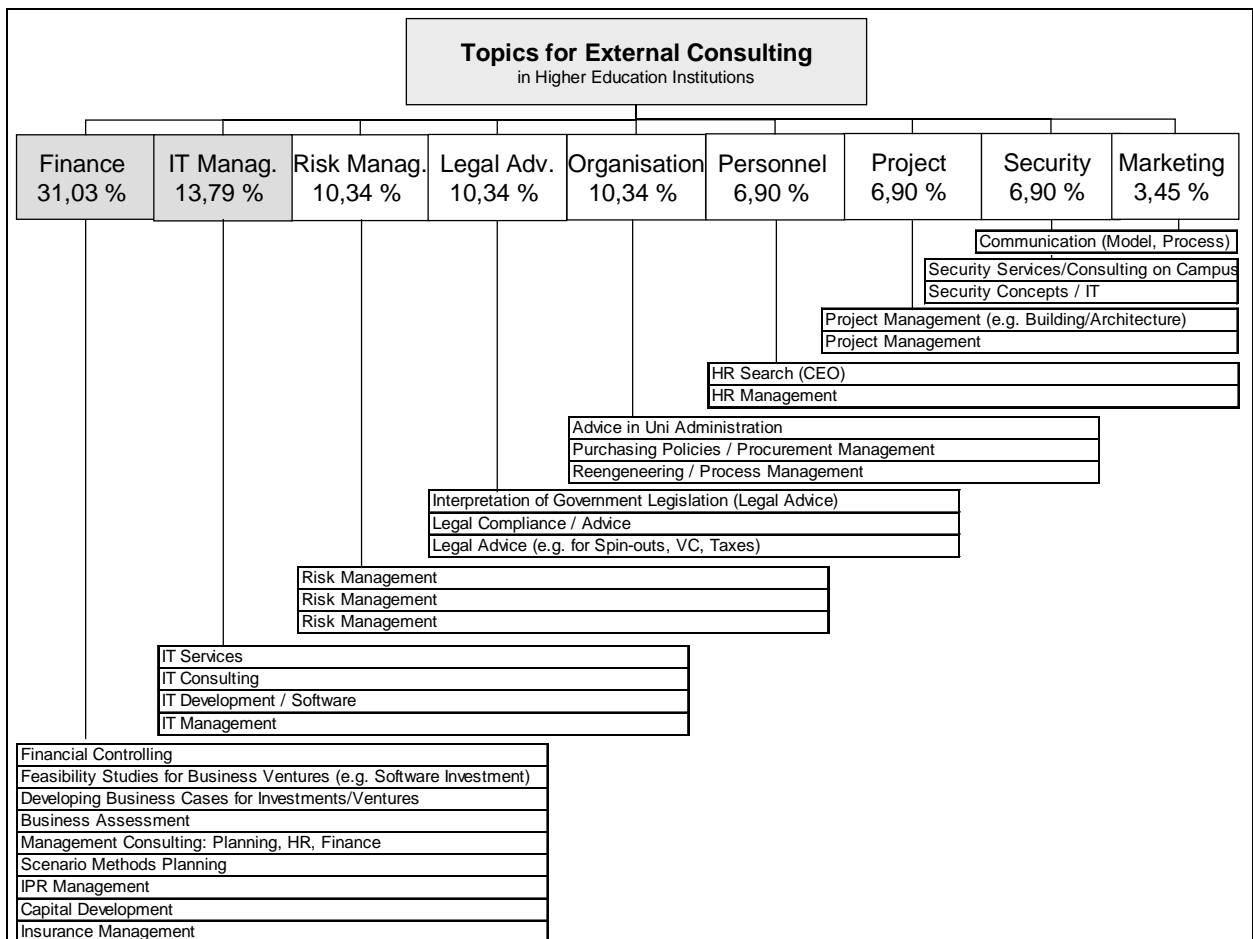 Topics for External Consulting
in Higher Education Institutions
Finance
31,03 %
IT Manag.
13,79 %
Risk Manag.
10,34 %
Legal Adv.
10,34 %
Organisation
10,34 %
Personnel
6,90 %
Project
6,90 %
Security
6,90 %
Marketing
3,45 %
Communication (Model, Process)
Security Services/Consulting on Campus
Security Concepts / IT
Project Management (e.g. Building/Architecture)
Project Management
HR Search (CEO)
HR Management
Advice in Uni Administration
Purchasing Policies / Procurement Management
Reengeneering / Process Management
Interpretation of Government Legislation (Legal Advice)
Legal Compliance / Advice
Legal Advice (e.g. for Spin-outs, VC, Taxes)
Risk Management
Risk Management
Risk Management
IT Services
IT Consulting
IT Development / Software
IT Management
Financial Controlling
Feasibility Studies for Business Ventures (e.g. Software Investment)
Developing Business Cases for Investments/Ventures
Business Assessment
Management Consulting: Planning, HR, Finance
Scenario Methods Planning
IPR Management
Capital Development
Insurance Management